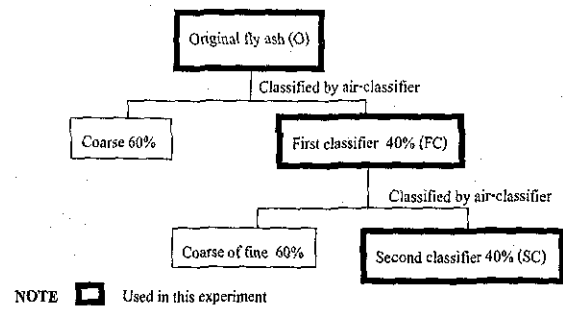 Original fly ash (O)
Classified by air-classifier
Coarse 60%
First classifier 40% (FC)
Classified by air-classifier
Coarse of fine 60%
Second classifier 40% (SC)
NOTE Used in this experiment